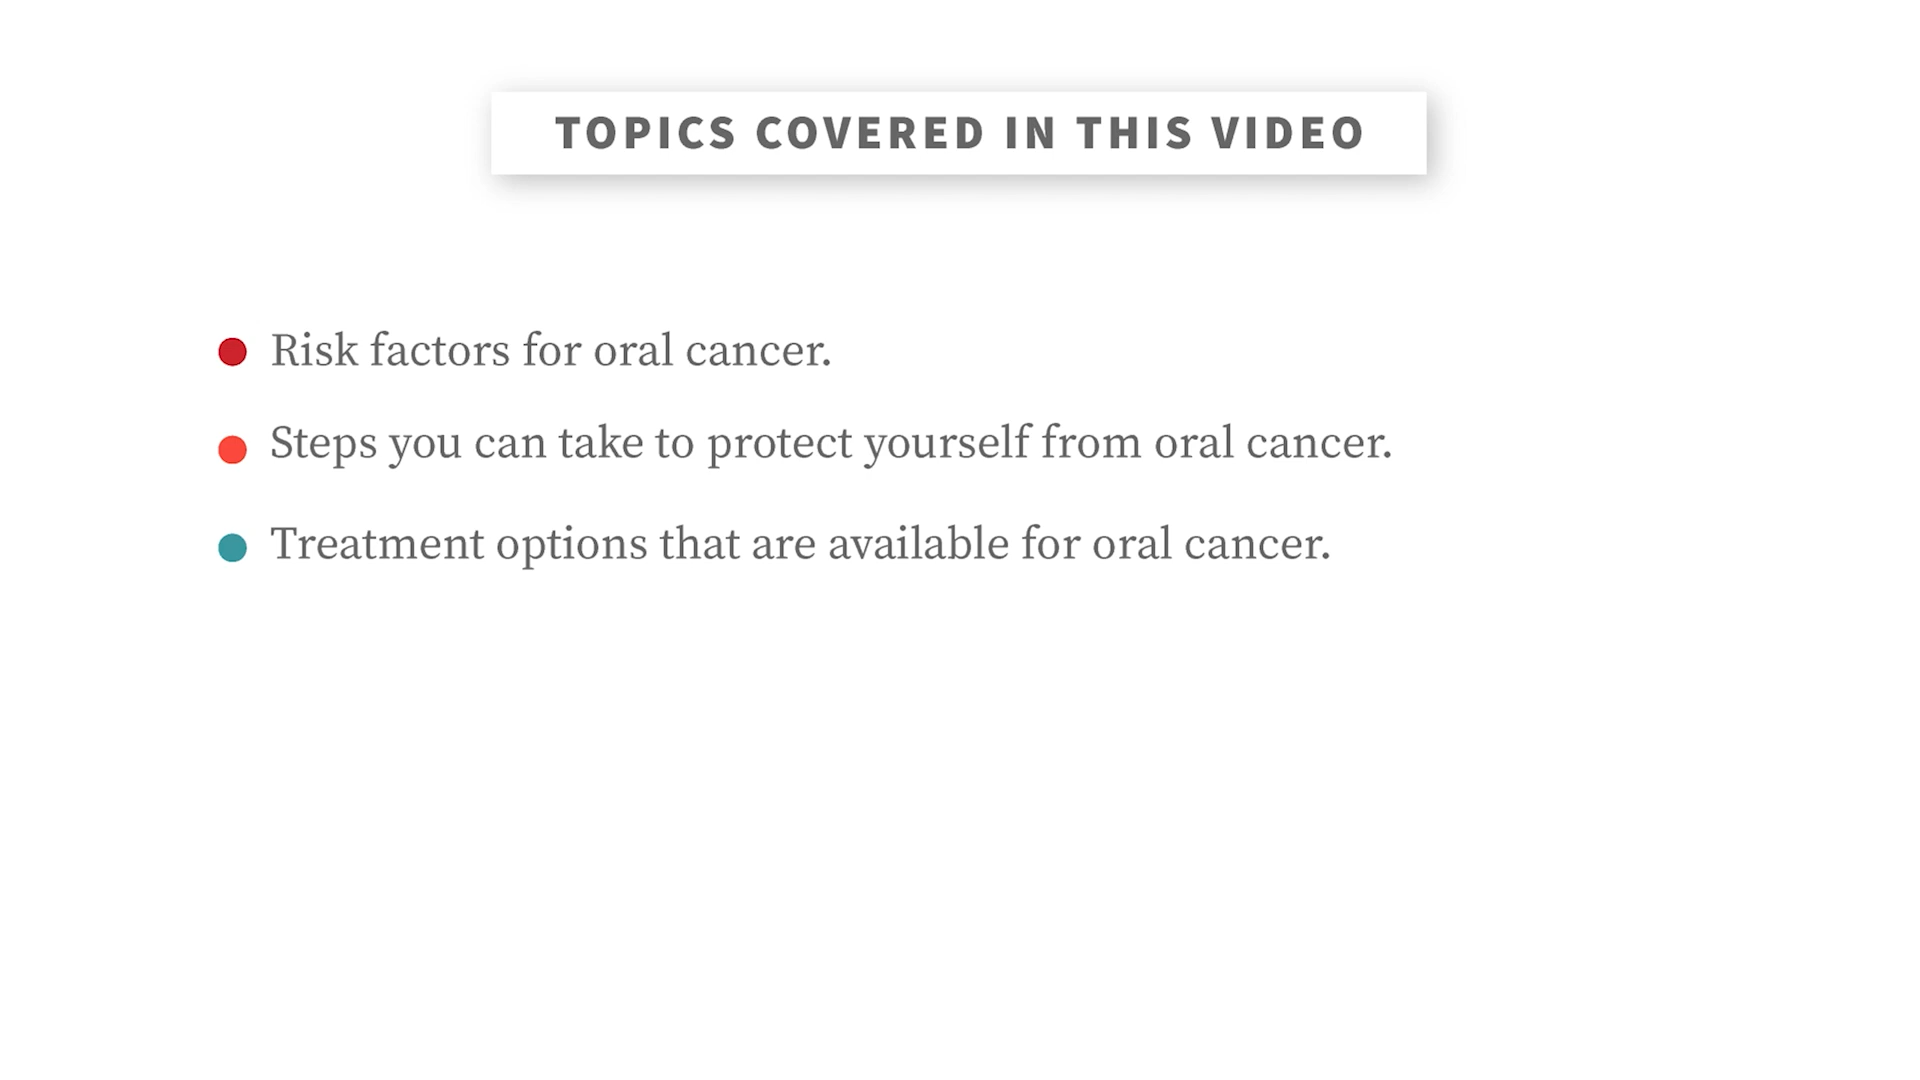 TOPICS COVERED IN THIS VIDEO
Risk factors for oral cancer.
Steps you can take to protect yourself from oral cancer.
Treatment options that are available for oral cancer.